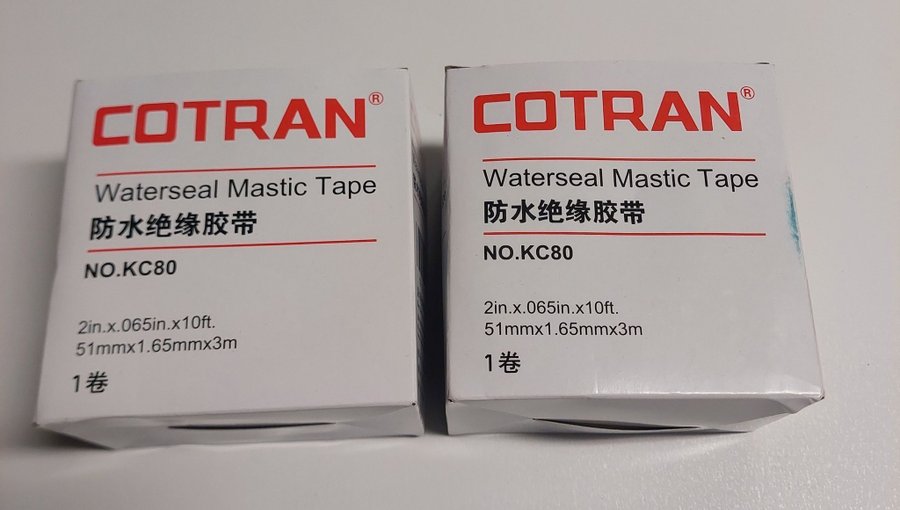 COTRAN®
Waterseal Mastic Tape
防水绝缘胶带
NO.KC80
2in.x.065in.x10ft.
51mmx1.65mmx3m
1卷
COTRAN®
Waterseal Mastic Tape
防水绝缘胶带
NO.KC80
2in.x.065in.x10ft.
51mmx1.65mmx3m
1卷